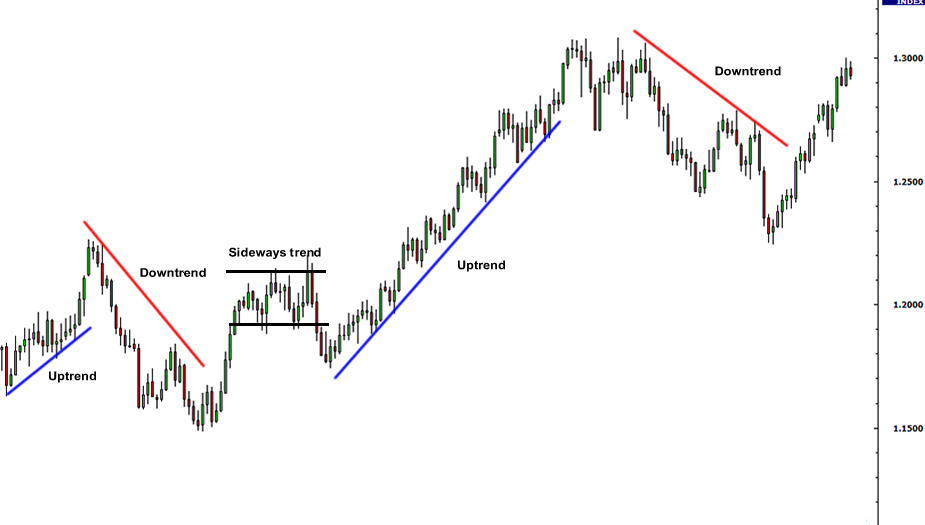 INDEX
1.3000
Downtrend
1.2500
Sideways trend
Downtrend
Uptrend
1.2000
Uptrend
1.1500